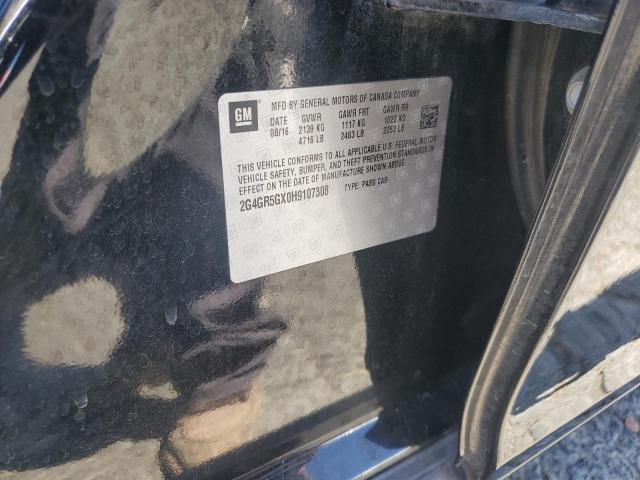 GM
MFD BY GENERAL MOTORS OF CANADA COMPANY
DATE GVWR GAWR FRT GAWR RR
08/16 2139 KG 1117 KG 1022 KG
4716 LB 2463 LB 2253 LB
THIS VEHICLE CONFORMS TO ALL APPLICABLE U.S. FEDERAL MOTOR
VEHICLE SAFETY, BUMPER, AND THEFT PREVENTION STANDARDS IN
EFFECT ON THE DATE OF MANUFACTURE SHOWN ABOVE.
2G4GR5GX0H9107308 TYPE: PASS CAR